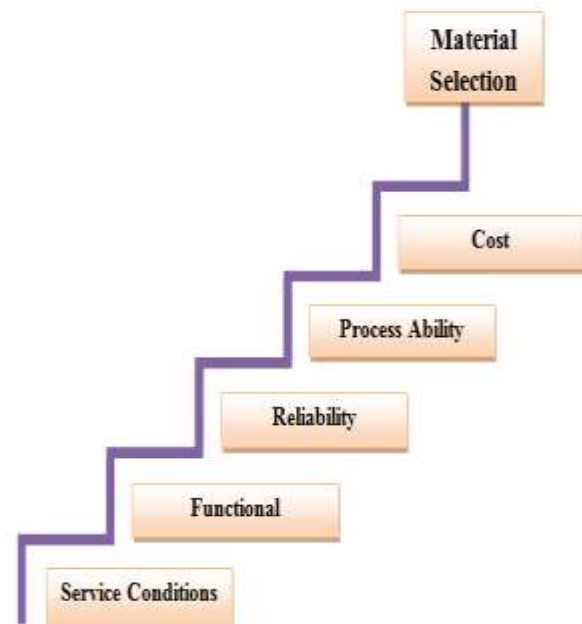 Material
Selection
Cost
Process Ability
Reliability
Functional
Service Conditions